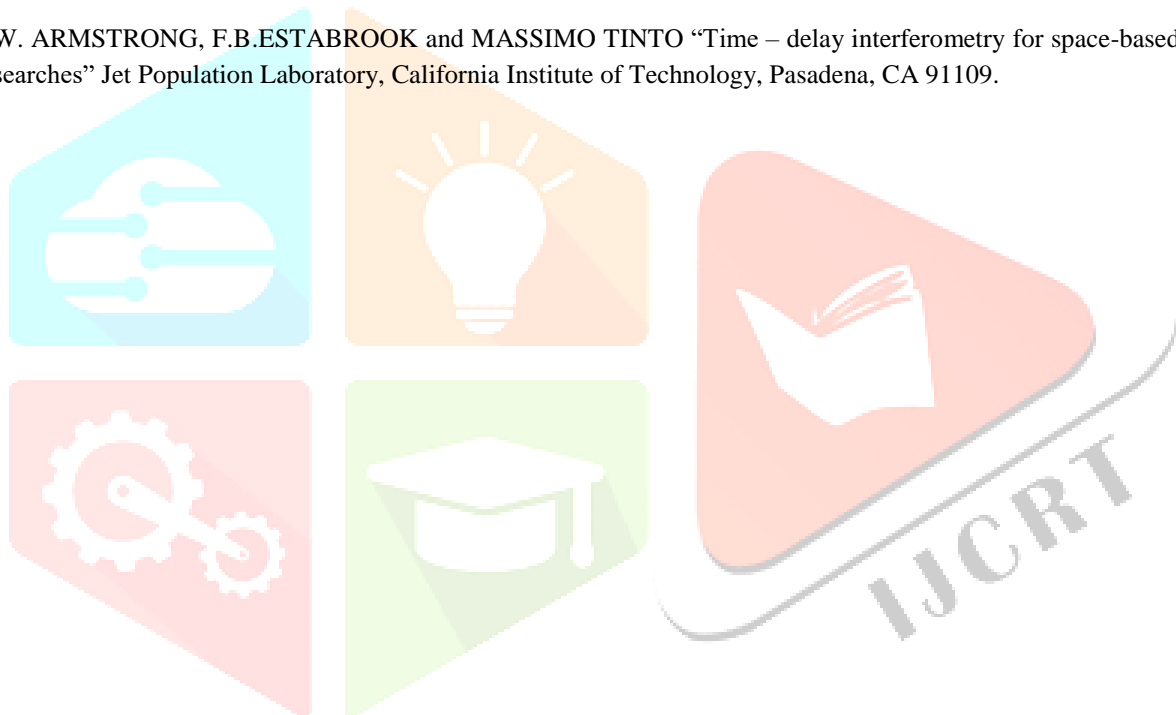 W. ARMSTRONG, F.B.ESTABROOK and MASSIMO TINTO “Time – delay interferometry for space-based
searches” Jet Population Laboratory, California Institute of Technology, Pasadena, CA 91109.
IJCRT